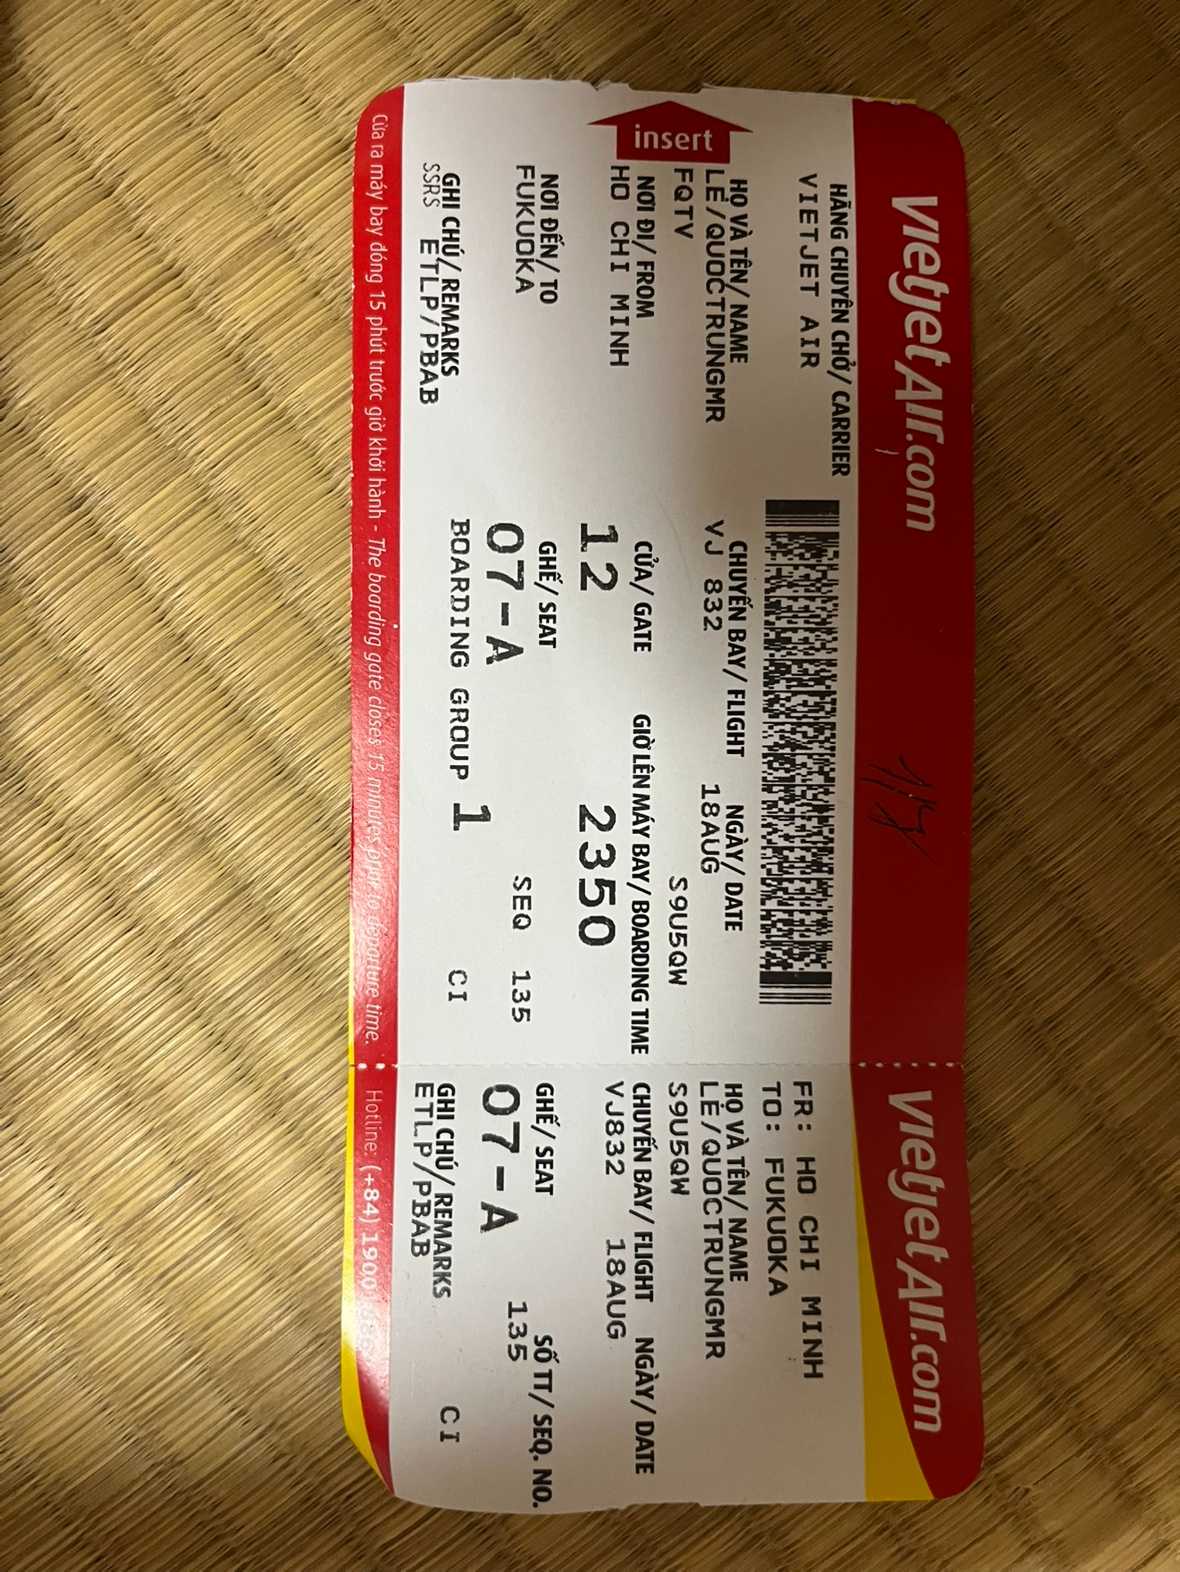 vietjetAir.com
HÃNG CHUYÊN CHỞ/ CARRIER
VIETJET AIR
HỌ VÀ TÊN/ NAME
LE/QUOCTRUNGMR
FQTV
CHUYẾN BAY/ FLIGHT
VJ 832
NGÀY/ DATE
18AUG
S9U5QW
insert
NƠI ĐI/ FROM
HO CHI MINH
CỬA/ GATE
12
GIỜ LÊN MÁY BAY/ BOARDING TIME
2350
NƠI ĐẾN/ TO
FUKUOKA
GHẾ/ SEAT
07-A
SEQ 135
GHI CHÚ/ REMARKS
SSRS ETLP/PBAB
BOARDING GROUP 1 CI
Cửa ra máy bay đóng 15 phút trước giờ khởi hành - The boarding gate closes 15 minutes prior to departure time.
vietjetAir.com
FR: HO CHI MINH
TO: FUKUOKA
HỌ VÀ TÊN/ NAME
LE/QUOCTRUNGMR
S9U5QW
CHUYẾN BAY/ FLIGHT NGÀY/ DATE
VJ832 18AUG
GHẾ/ SEAT SỐ TT/ SEQ. NO.
07-A 135
GHI CHÚ/ REMARKS
ETLP/PBAB CI
Hotline: (+84) 1900